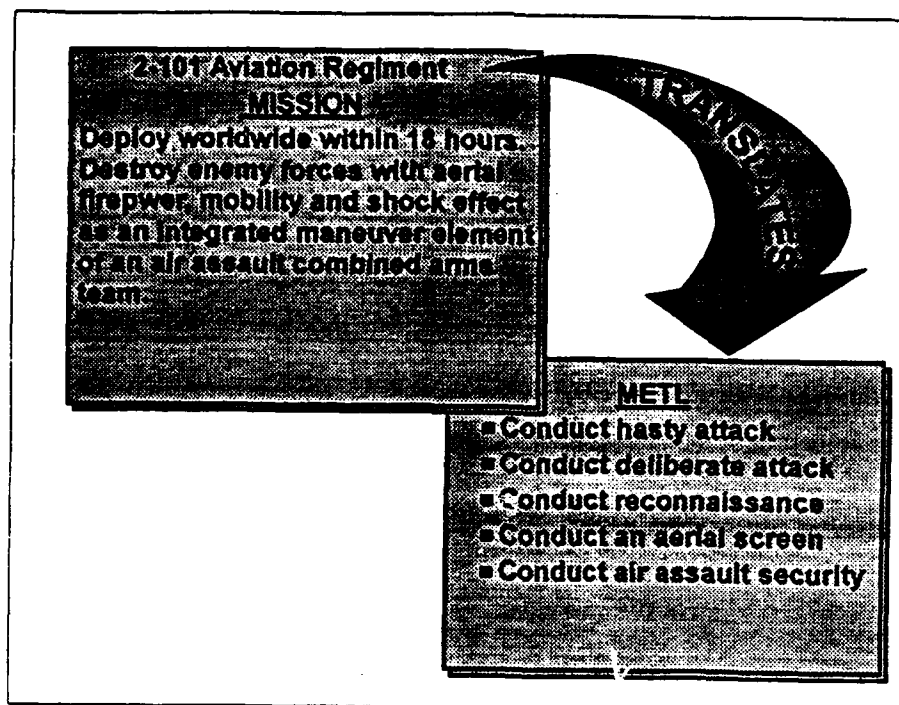 2-101 Aviation Regiment
MISSION
Deploy worldwide within 18 hours.
Destroy enemy forces with aerial
firepwer, mobility and shock effect
as an integrated maneuver element
of an air assault combined arms
team.
TRANSLATES
METL
▪ Conduct hasty attack
▪ Conduct deliberate attack
▪ Conduct reconnaissance
▪ Conduct an aerial screen
▪ Conduct air assault security